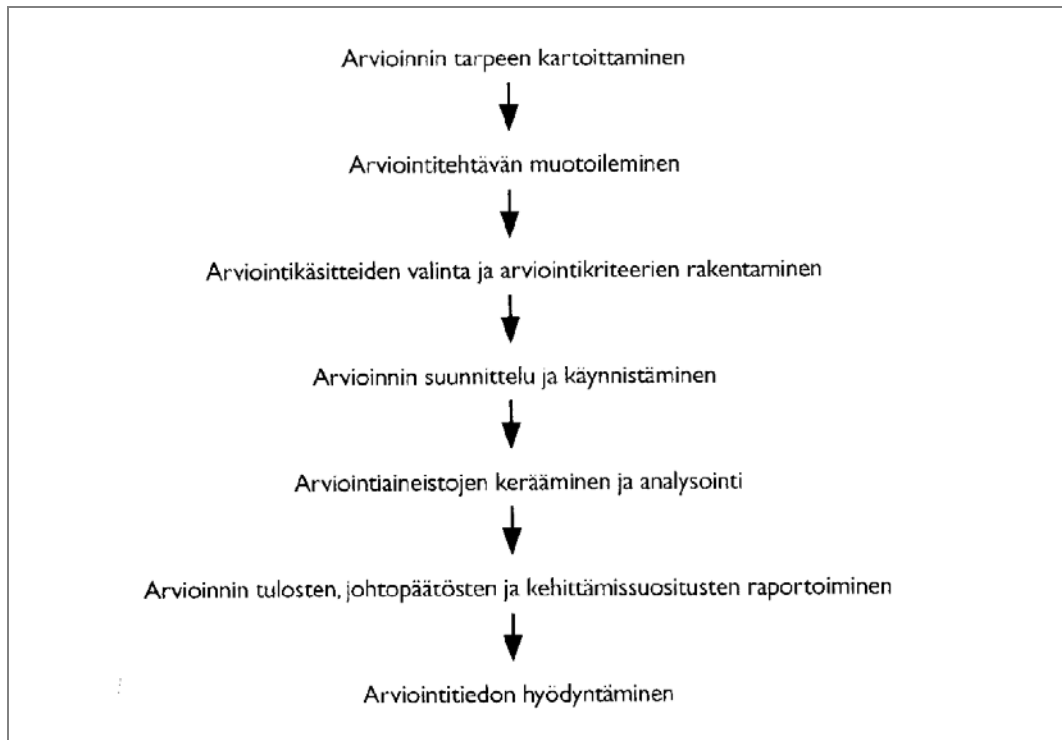 Arvioinnin tarpeen kartoittaminen
Arviointitehtävän muotoileminen
Arviointikäsitteiden valinta ja arviointikriteerien rakentaminen
Arvioinnin suunnittelu ja käynnistäminen
Arviointiaineistojen kerääminen ja analysointi
Arvioinnin tulosten, johtopäätösten ja kehittämissuositusten raportoiminen
Arviointitiedon hyödyntäminen